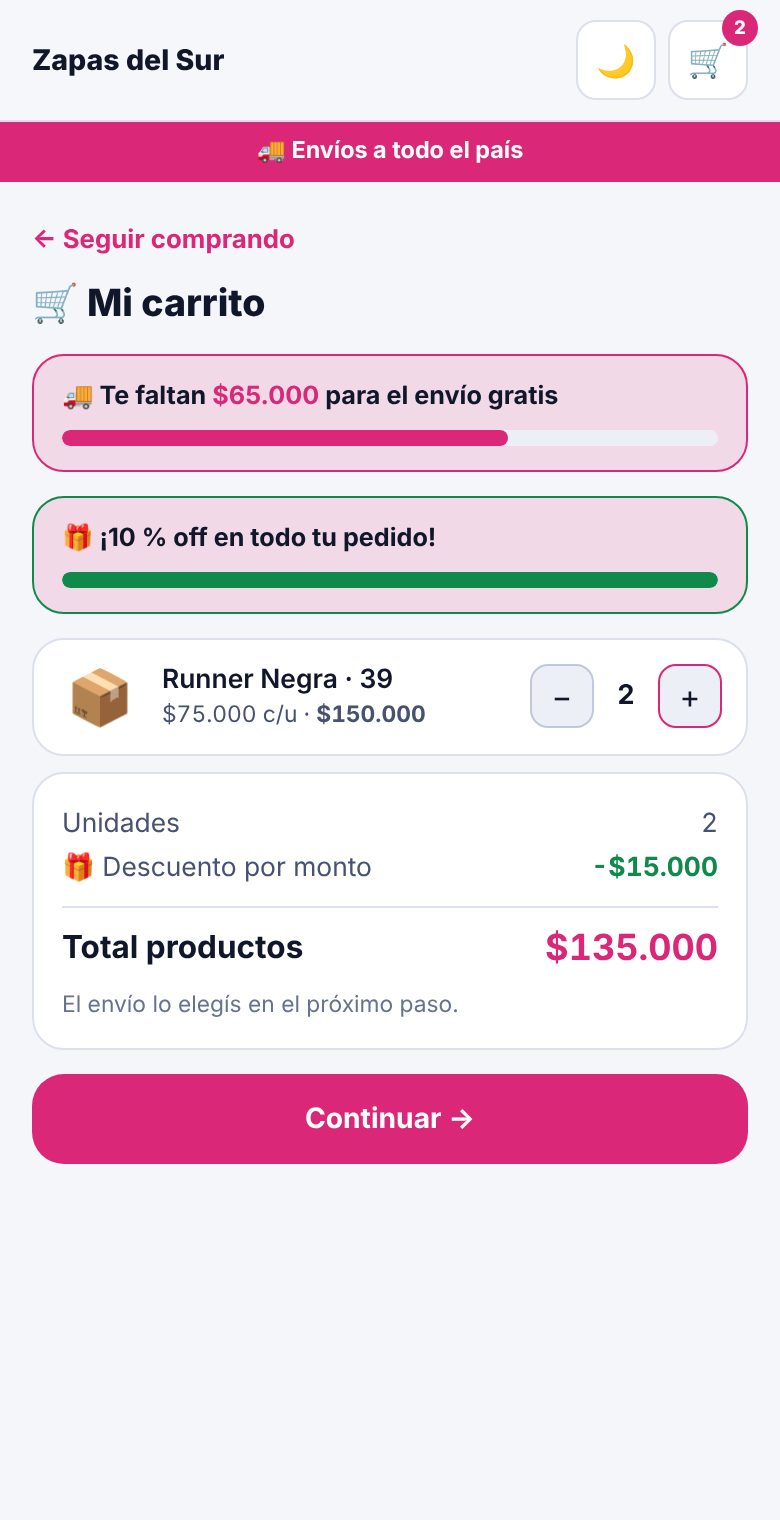 Zapas del Sur
2
🚚 Envíos a todo el país
← Seguir comprando
🛒 Mi carrito
🚚 Te faltan $65.000 para el envío gratis
🎁 ¡10 % off en todo tu pedido!
Runner Negra · 39
$75.000 c/u · $150.000
− 2 +
Unidades 2
🎁 Descuento por monto -$15.000
Total productos $135.000
El envío lo elegís en el próximo paso.
Continuar →